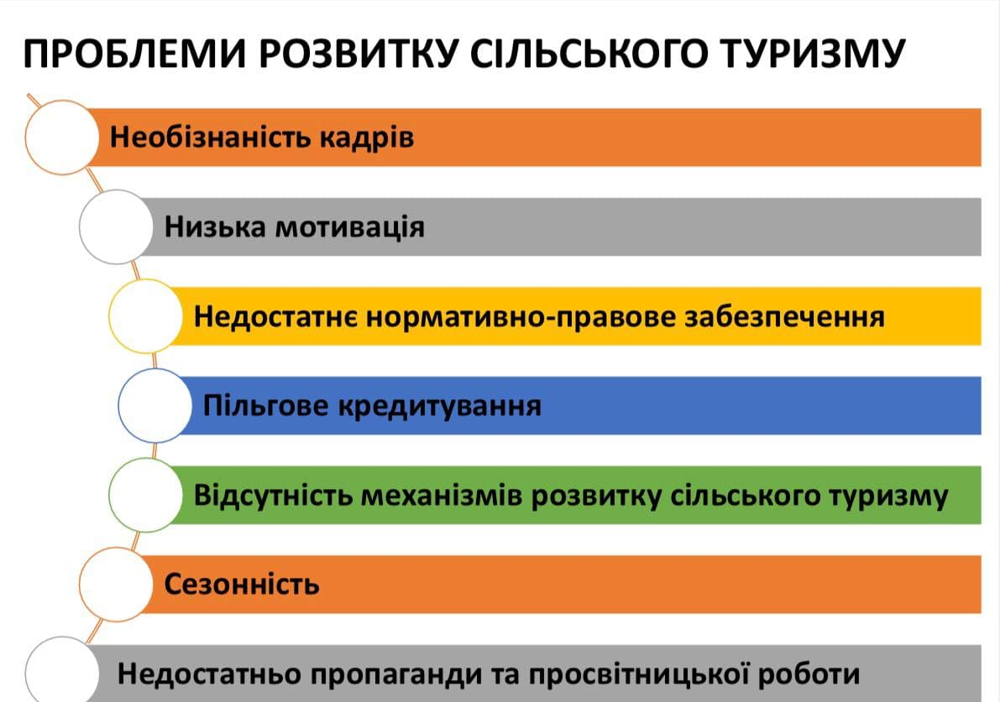 ПРОБЛЕМИ РОЗВИТКУ СІЛЬСЬКОГО ТУРИЗМУ
Необізнаність кадрів
Низька мотивація
Недостатнє нормативно-правове забезпечення
Пільгове кредитування
Відсутність механізмів розвитку сільського туризму
Сезонність
Недостатньо пропаганди та просвітницької роботи